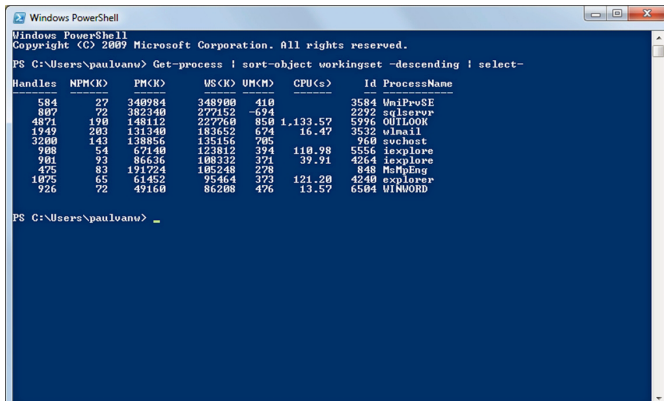 Windows PowerShell
Windows PowerShell
Copyright (C) 2009 Microsoft Corporation. All rights reserved.
PS C:\Users\paulvanw> Get-process | sort-object workingset -descending | select-
Handles NPM(K) PM(K) WS(K) VM(M) CPU(s) Id ProcessName
------- ------ ----- ----- ----- ------ -- -----------
584 27 340984 348900 410 3584 WmiPrvSE
807 72 382340 277152 -694 2292 sqlservr
4871 190 148112 227760 850 1,133.57 5996 OUTLOOK
1949 203 131340 183652 674 16.47 3532 wlmail
3200 143 138856 135156 705 960 svchost
908 54 67140 123812 394 110.98 5556 iexplore
901 93 86636 108332 371 39.91 4264 iexplore
475 83 191724 105248 278 848 MsMpEng
1075 65 61452 95464 373 121.20 4240 explorer
926 72 49160 86208 476 13.57 6504 WINWORD
PS C:\Users\paulvanw> _